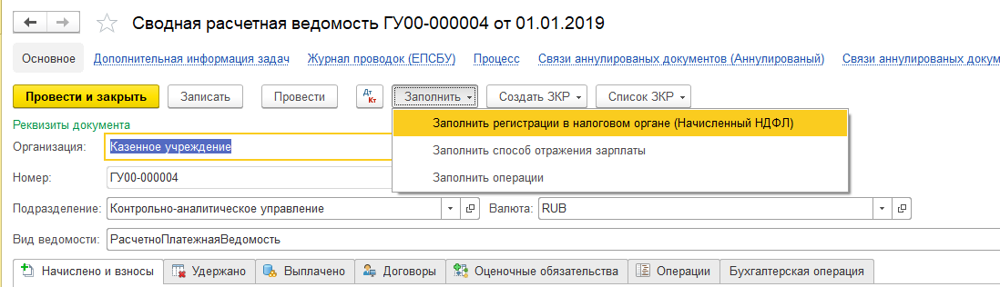 Сводная расчетная ведомость ГУ00-000004 от 01.01.2019
Основное Дополнительная информация задач Журнал проводок (ЕПСБУ) Процесс Связи аннулированых документов (Аннулированый) Связи аннулированых доку
Провести и закрыть Записать Провести Дт Кт Заполнить Создать ЗКР Список ЗКР
Реквизиты документа
Заполнить регистрации в налоговом органе (Начисленный НДФЛ)
Организация: Казенное учреждение
Заполнить способ отражения зарплаты
Номер: ГУ00-000004
Заполнить операции
Подразделение: Контрольно-аналитическое управление Валюта: RUB
Вид ведомости: РасчетноПлатежнаяВедомость
Начислено и взносы Удержано Выплачено Договоры Оценочные обязательства Операции Бухгалтерская операция